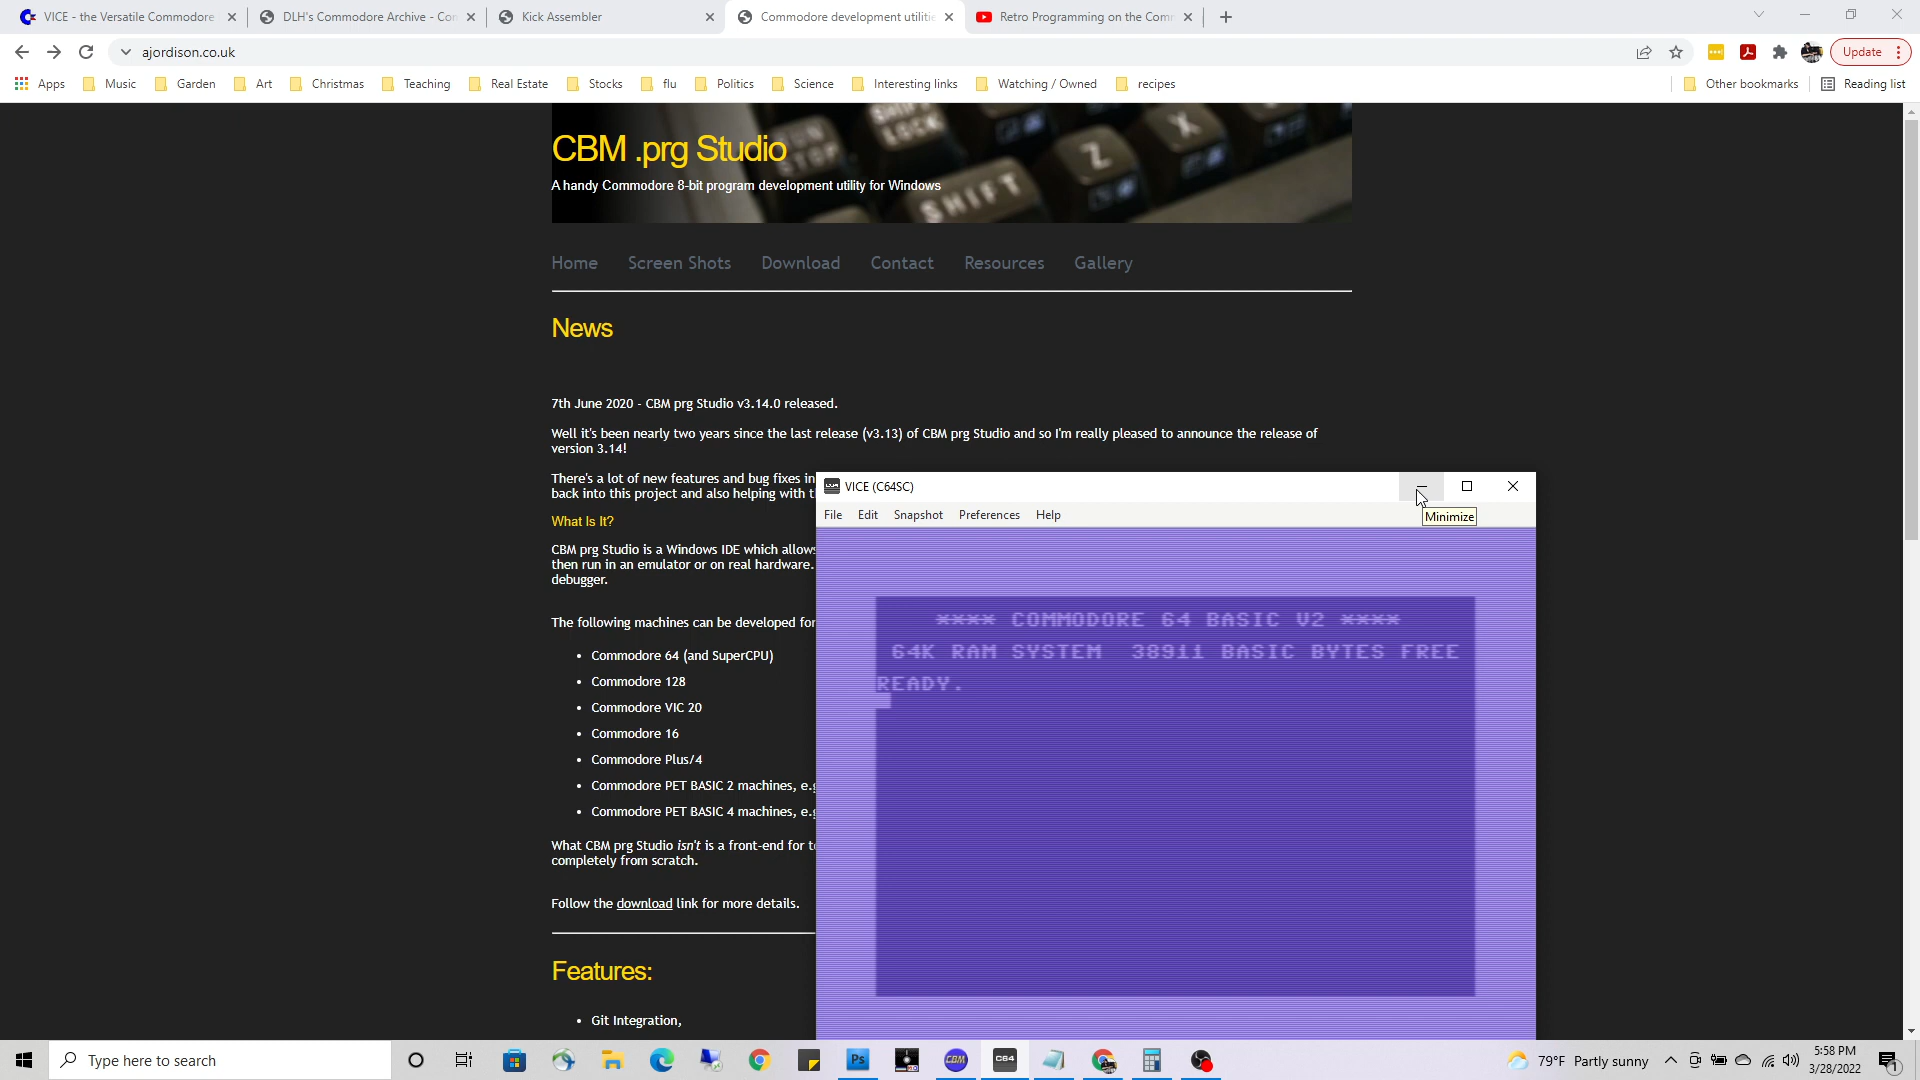 VICE - the Versatile Commodore
DLH's Commodore Archive - Con
Kick Assembler
Commodore development utilitie
Retro Programming on the Comm
ajordison.co.uk
Update
Apps
Music
Garden
Art
Christmas
Teaching
Real Estate
Stocks
flu
Politics
Science
Interesting links
Watching / Owned
recipes
Other bookmarks
Reading list
CBM .prg Studio
A handy Commodore 8-bit program development utility for Windows
SHIFT LOCK
STOP
Z
X
SHIFT
Home
Screen Shots
Download
Contact
Resources
Gallery
News
7th June 2020 - CBM prg Studio v3.14.0 released.
Well it's been nearly two years since the last release (v3.13) of CBM prg Studio and so I'm really pleased to announce the release of
version 3.14!
There's a lot of new features and bug fixes in
back into this project and also helping with t
What Is It?
CBM prg Studio is a Windows IDE which allows
then run in an emulator or on real hardware.
debugger.
The following machines can be developed for
• Commodore 64 (and SuperCPU)
• Commodore 128
• Commodore VIC 20
• Commodore 16
• Commodore Plus/4
• Commodore PET BASIC 2 machines, e.g
• Commodore PET BASIC 4 machines, e.g
What CBM prg Studio isn't is a front-end for t
completely from scratch.
Follow the download link for more details.
Features:
• Git Integration,
VICE (C64SC)
Minimize
File
Edit
Snapshot
Preferences
Help
**** COMMODORE 64 BASIC V2 ****
64K RAM SYSTEM  38911 BASIC BYTES FREE
READY.
Type here to search
Ps
CBM
C64
79°F Partly sunny
5:58 PM
3/28/2022
1